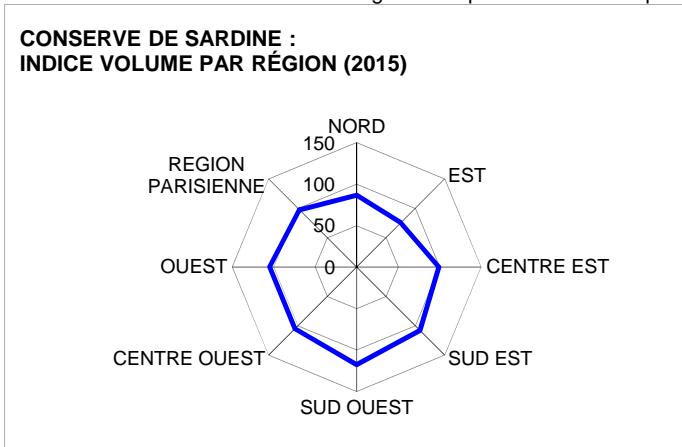 CONSERVE DE SARDINE :
INDICE VOLUME PAR RÉGION (2015)
NORD
150
REGION
PARISIENNE
EST
100
50
OUEST
0
CENTRE EST
CENTRE OUEST
SUD EST
SUD OUEST